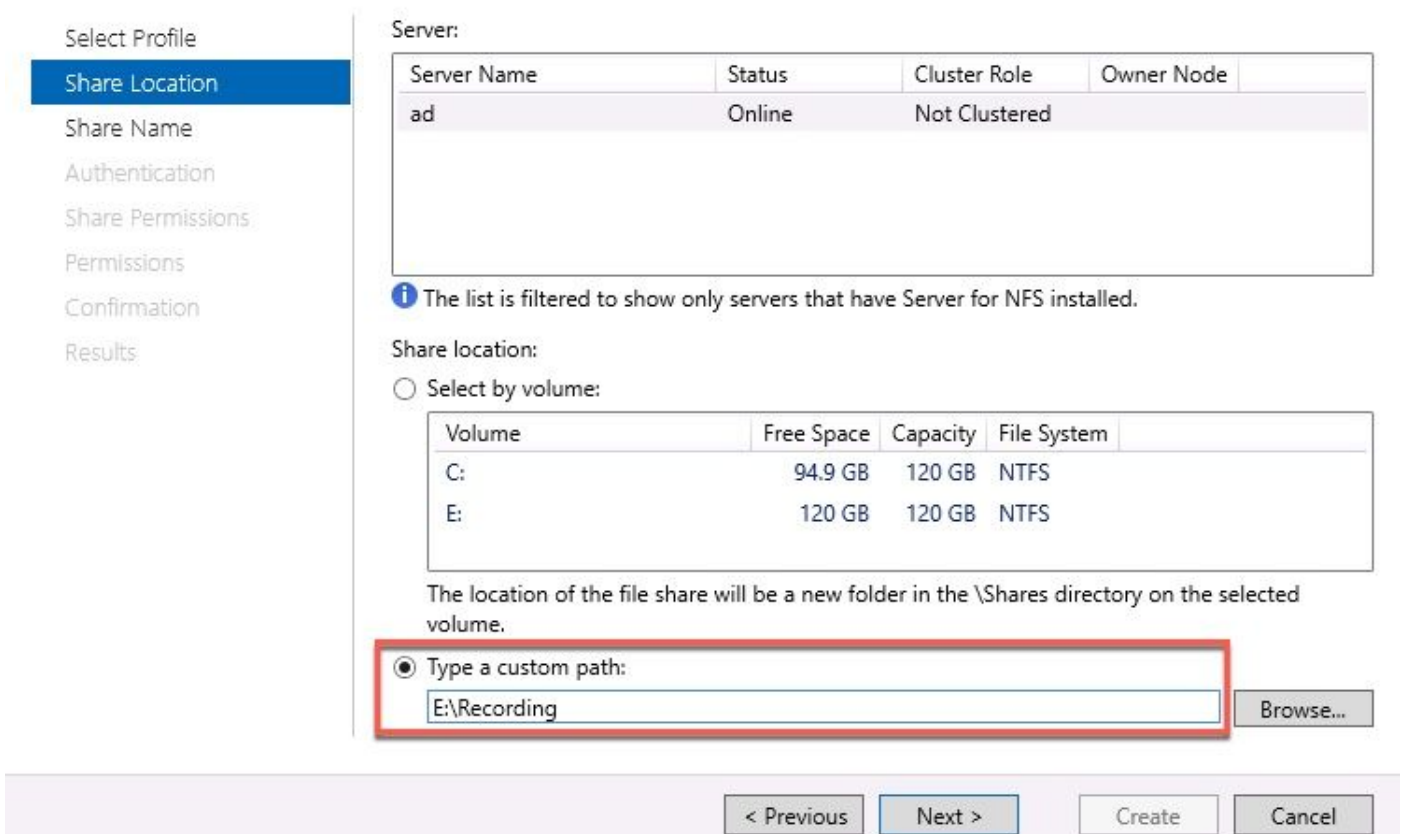 Select Profile
Share Location
Share Name
Authentication
Share Permissions
Permissions
Confirmation
Results
Server:
Server Name Status Cluster Role Owner Node
ad Online Not Clustered
The list is filtered to show only servers that have Server for NFS installed.
Share location:
Select by volume:
Volume Free Space Capacity File System
C: 94.9 GB 120 GB NTFS
E: 120 GB 120 GB NTFS
The location of the file share will be a new folder in the \Shares directory on the selected
volume.
Type a custom path:
E:\Recording Browse...
< Previous Next > Create Cancel